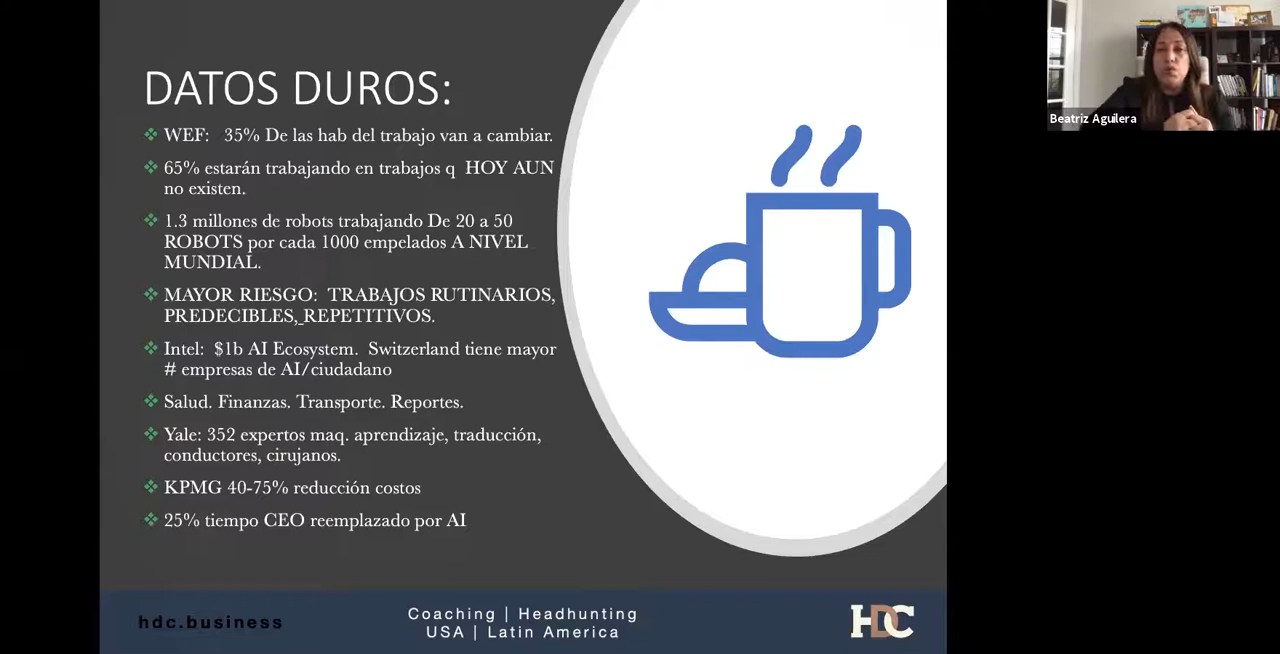 DATOS DUROS:
WEF: 35% De las hab del trabajo van a cambiar.
65% estarán trabajando en trabajos q HOY AUN
no existen.
1.3 millones de robots trabajando De 20 a 50
ROBOTS por cada 1000 empelados A NIVEL
MUNDIAL.
MAYOR RIESGO: TRABAJOS RUTINARIOS,
PREDECIBLES, REPETITIVOS.
Intel: $1b AI Ecosystem. Switzerland tiene mayor
# empresas de AI/ciudadano
Salud. Finanzas. Transporte. Reportes.
Yale: 352 expertos maq. aprendizaje, traducción,
conductores, cirujanos.
KPMG 40-75% reducción costos
25% tiempo CEO reemplazado por AI
hdc.business
Coaching | Headhunting
USA | Latin America
HDC
Beatriz Aguilera